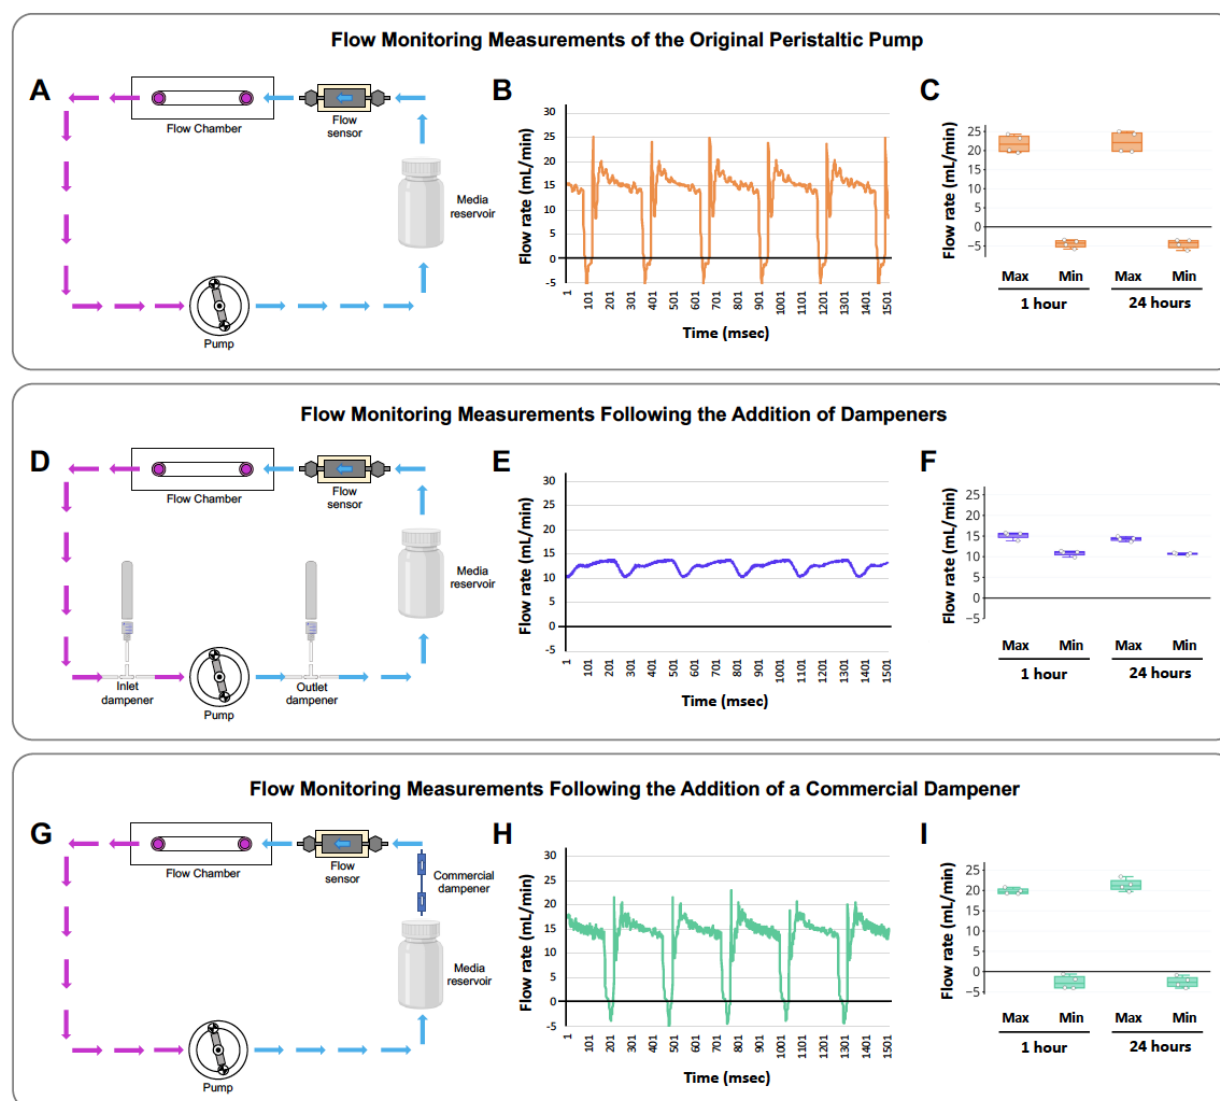 Flow Monitoring Measurements of the Original Peristaltic Pump
A
Flow Chamber
Flow
sensor
Media
reservoir
Pump
B
Flow rate (mL/min)
30
25
20
15
10
5
0
-5
1
101
201
301
401
501
601
701
801
901
1001
1101
1201
1301
1401
1501
Time (msec)
C
Flow rate (mL/min)
25
20
15
10
5
0
−5
Max Min Max Min
1 hour 24 hours
Flow Monitoring Measurements Following the Addition of Dampeners
D
Flow Chamber
Flow
sensor
Media
reservoir
Inlet
dampener
Pump
Outlet
dampener
E
Flow rate (mL/min)
30
25
20
15
10
5
0
-5
1
101
201
301
401
501
601
701
801
901
1001
1101
1201
1301
1401
1501
Time (msec)
F
Flow rate (mL/min)
25
20
15
10
5
0
−5
Max Min Max Min
1 hour 24 hours
Flow Monitoring Measurements Following the Addition of a Commercial Dampener
G
Flow Chamber
Flow
sensor
Commercial
dampener
Media
reservoir
Pump
H
Flow rate (mL/min)
30
25
20
15
10
5
0
-5
1
101
201
301
401
501
601
701
801
901
1001
1101
1201
1301
1401
1501
Time (msec)
I
Flow rate (mL/min)
25
20
15
10
5
0
−5
Max Min Max Min
1 hour 24 hours